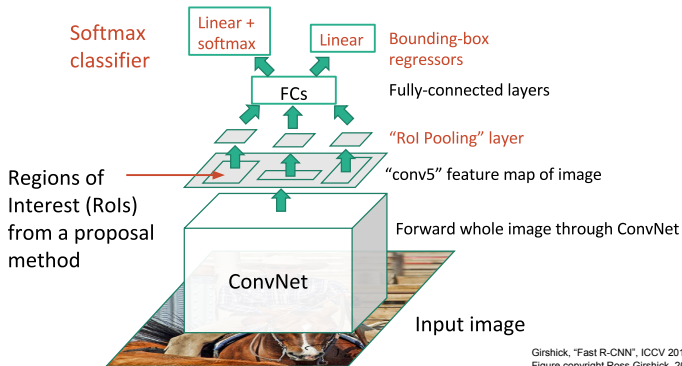 Softmax
classifier
Linear +
softmax
Linear
Bounding-box
regressors
FCs
Fully-connected layers
"RoI Pooling" layer
"conv5" feature map of image
Regions of
Interest (RoIs)
from a proposal
method
Forward whole image through ConvNet
ConvNet
Input image
Girshick, "Fast R-CNN", ICCV 201
Figure copyright Ross Girshick, 20